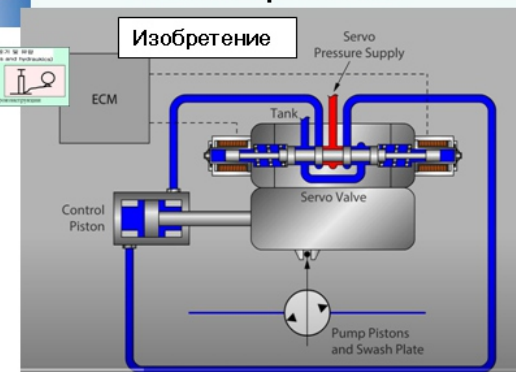 Изобретение
Servo
Pressure Supply
ECM
Tank
Servo Valve
Control
Piston
Pump Pistons
and Swash Plate